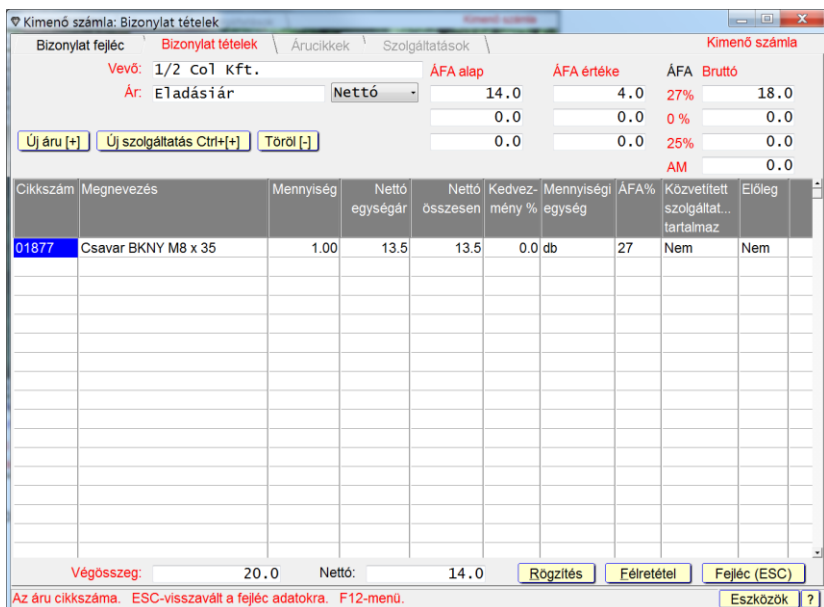 Kimenő számla: Bizonylat tételek
Bizonylat fejléc Bizonylat tételek Árucikkek Szolgáltatások Kimenő számla
Vevő: 1/2 Col Kft. ÁFA alap ÁFA értéke ÁFA Bruttó
Ár: Eladásiár Nettó 14.0 4.0 27% 18.0
0.0 0.0 0 % 0.0
Új áru [+] Új szolgáltatás Ctrl+[+] Töröl [-] 0.0 0.0 25% 0.0
AM 0.0
Cikkszám Megnevezés Mennyiség Nettó Nettó Kedvez- Mennyiségi ÁFA% Közvetített Előleg
egységár összesen mény % egység szolgáltat...
tartalmaz
01877 Csavar BKNY M8 x 35 1.00 13.5 13.5 0.0 db 27 Nem Nem
Végösszeg: 20.0 Nettó: 14.0 Rögzítés Félretétel Fejléc (ESC)
Az áru cikkszáma. ESC-visszavált a fejléc adatokra. F12-menü. Eszközök ?